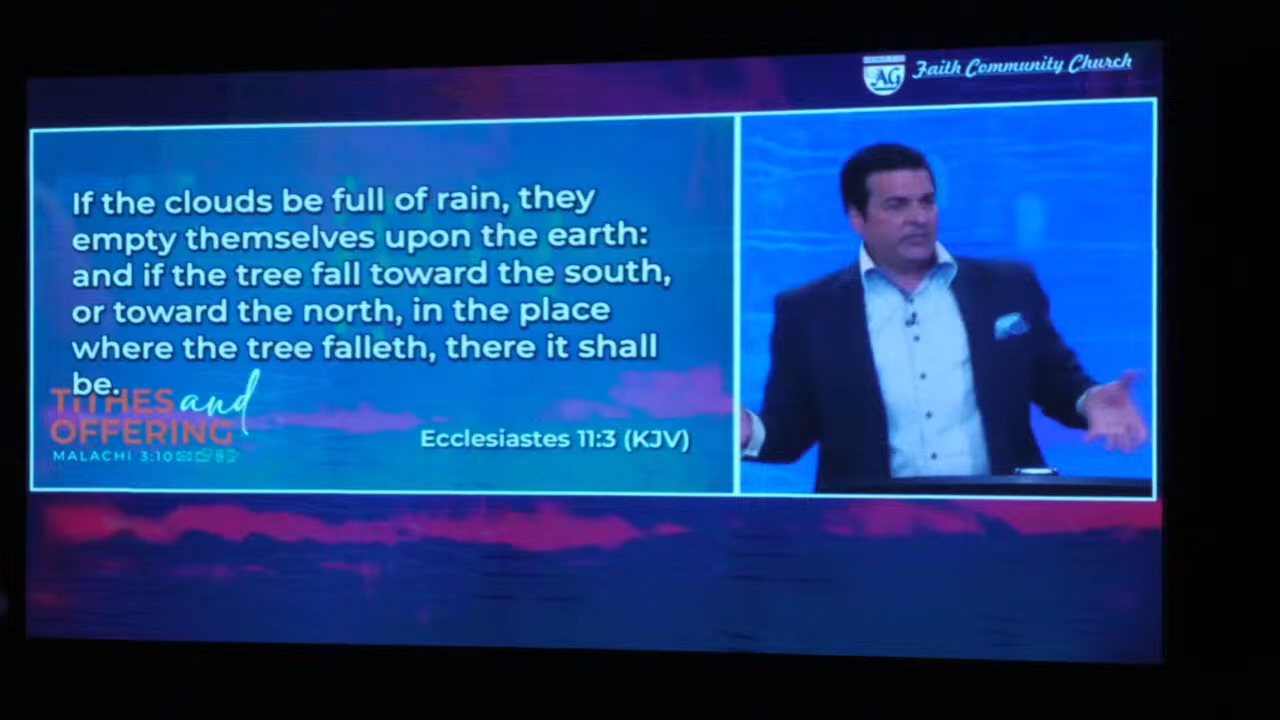 AG Faith Community Church
If the clouds be full of rain, they
empty themselves upon the earth:
and if the tree fall toward the south,
or toward the north, in the place
where the tree falleth, there it shall
be.
TITHES and
OFFERING
MALACHI 3:10
Ecclesiastes 11:3 (KJV)